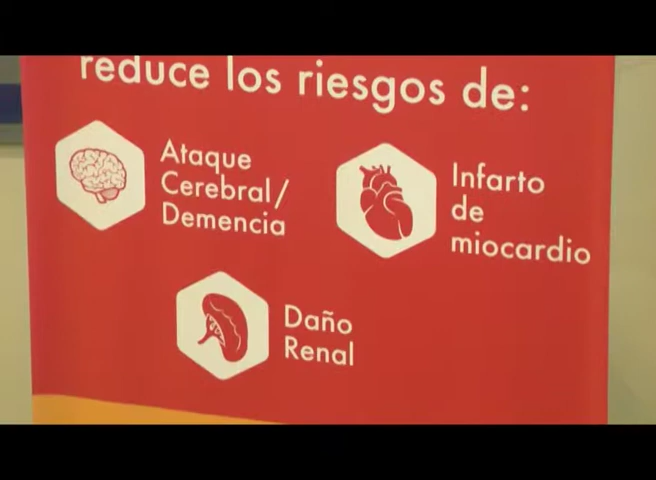 reduce los riesgos de:
Ataque
Cerebral/
Demencia
Infarto
de
miocardio
Daño
Renal